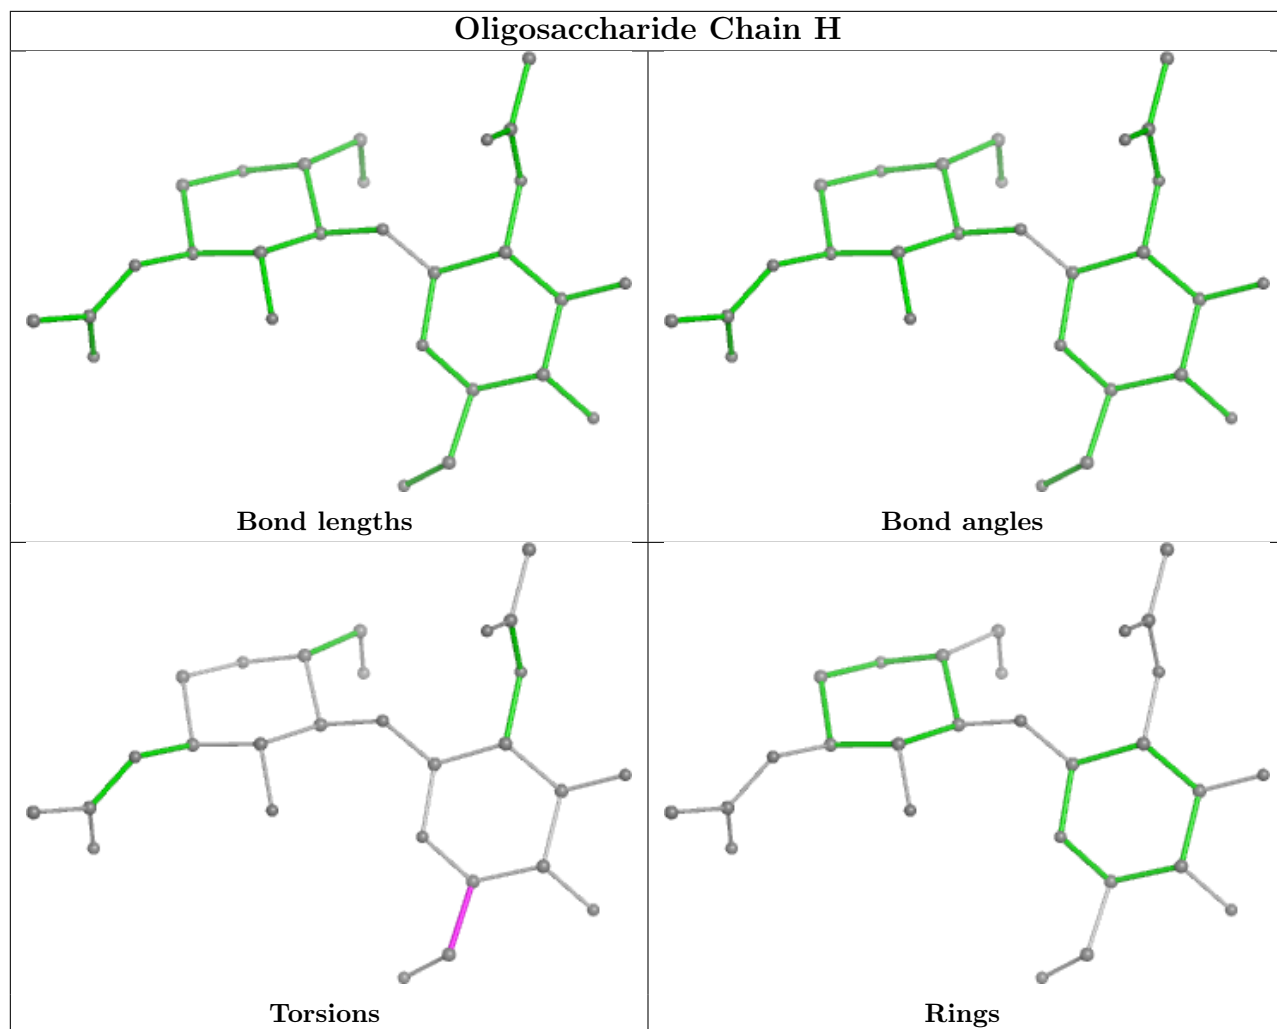 Oligosaccharide Chain H
Bond lengths
Bond angles
Torsions
Rings